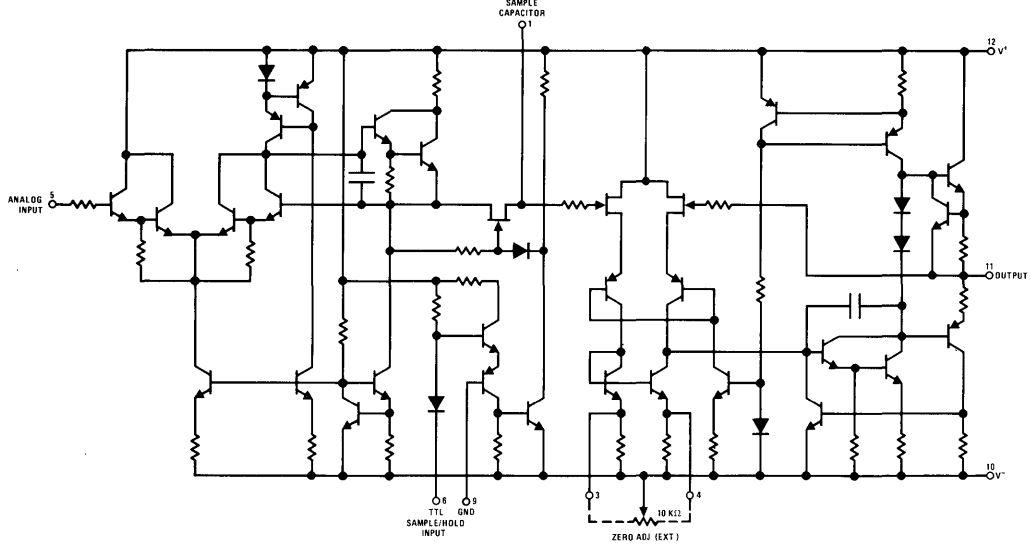 SAMPLE
CAPACITOR
1
12
V+
5
ANALOG
INPUT
11
OUTPUT
10
V-
6
TTL
SAMPLE/HOLD
INPUT
9
GND
3
4
10 KΩ
ZERO ADJ (EXT)